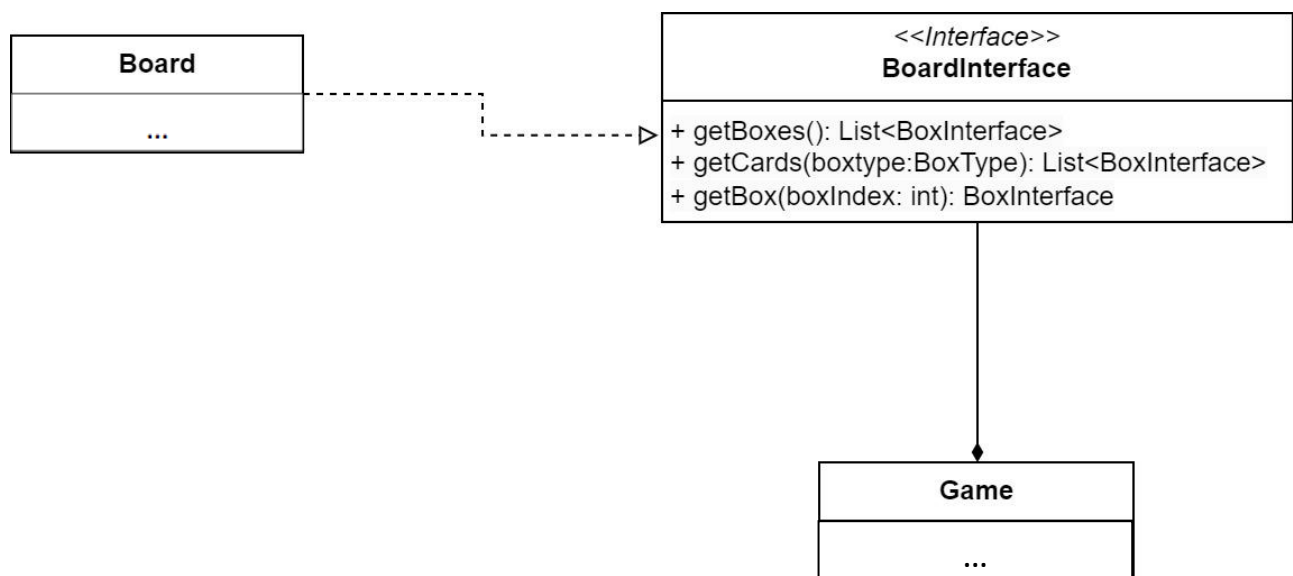 Board
...
<<Interface>>
BoardInterface
+ getBoxes(): List<BoxInterface>
+ getCards(boxtype:BoxType): List<BoxInterface>
+ getBox(boxIndex: int): BoxInterface
Game
...